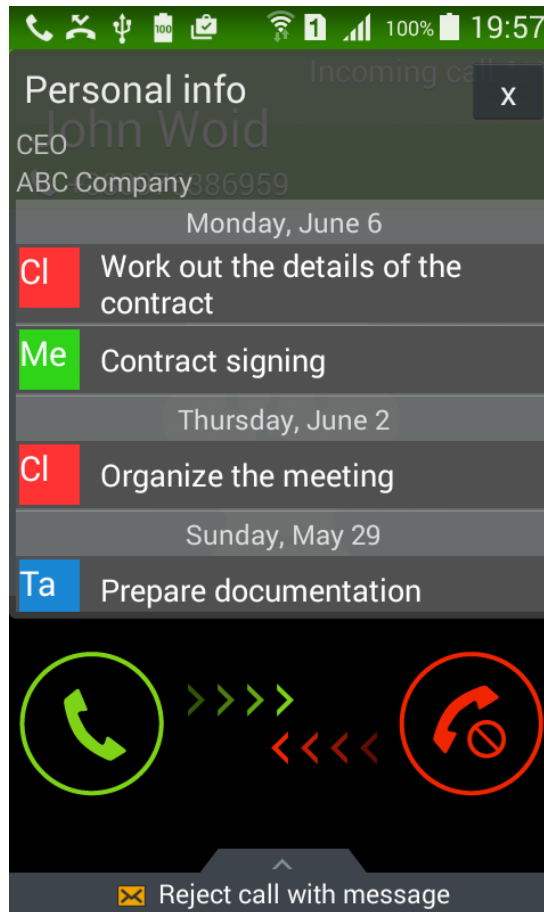 100 1 100% 19:57
Incoming call
Personal info x
John Woid
CEO
ABC Company
Monday, June 6
Cl Work out the details of the
contract
Me Contract signing
Thursday, June 2
Cl Organize the meeting
Sunday, May 29
Ta Prepare documentation
Reject call with message